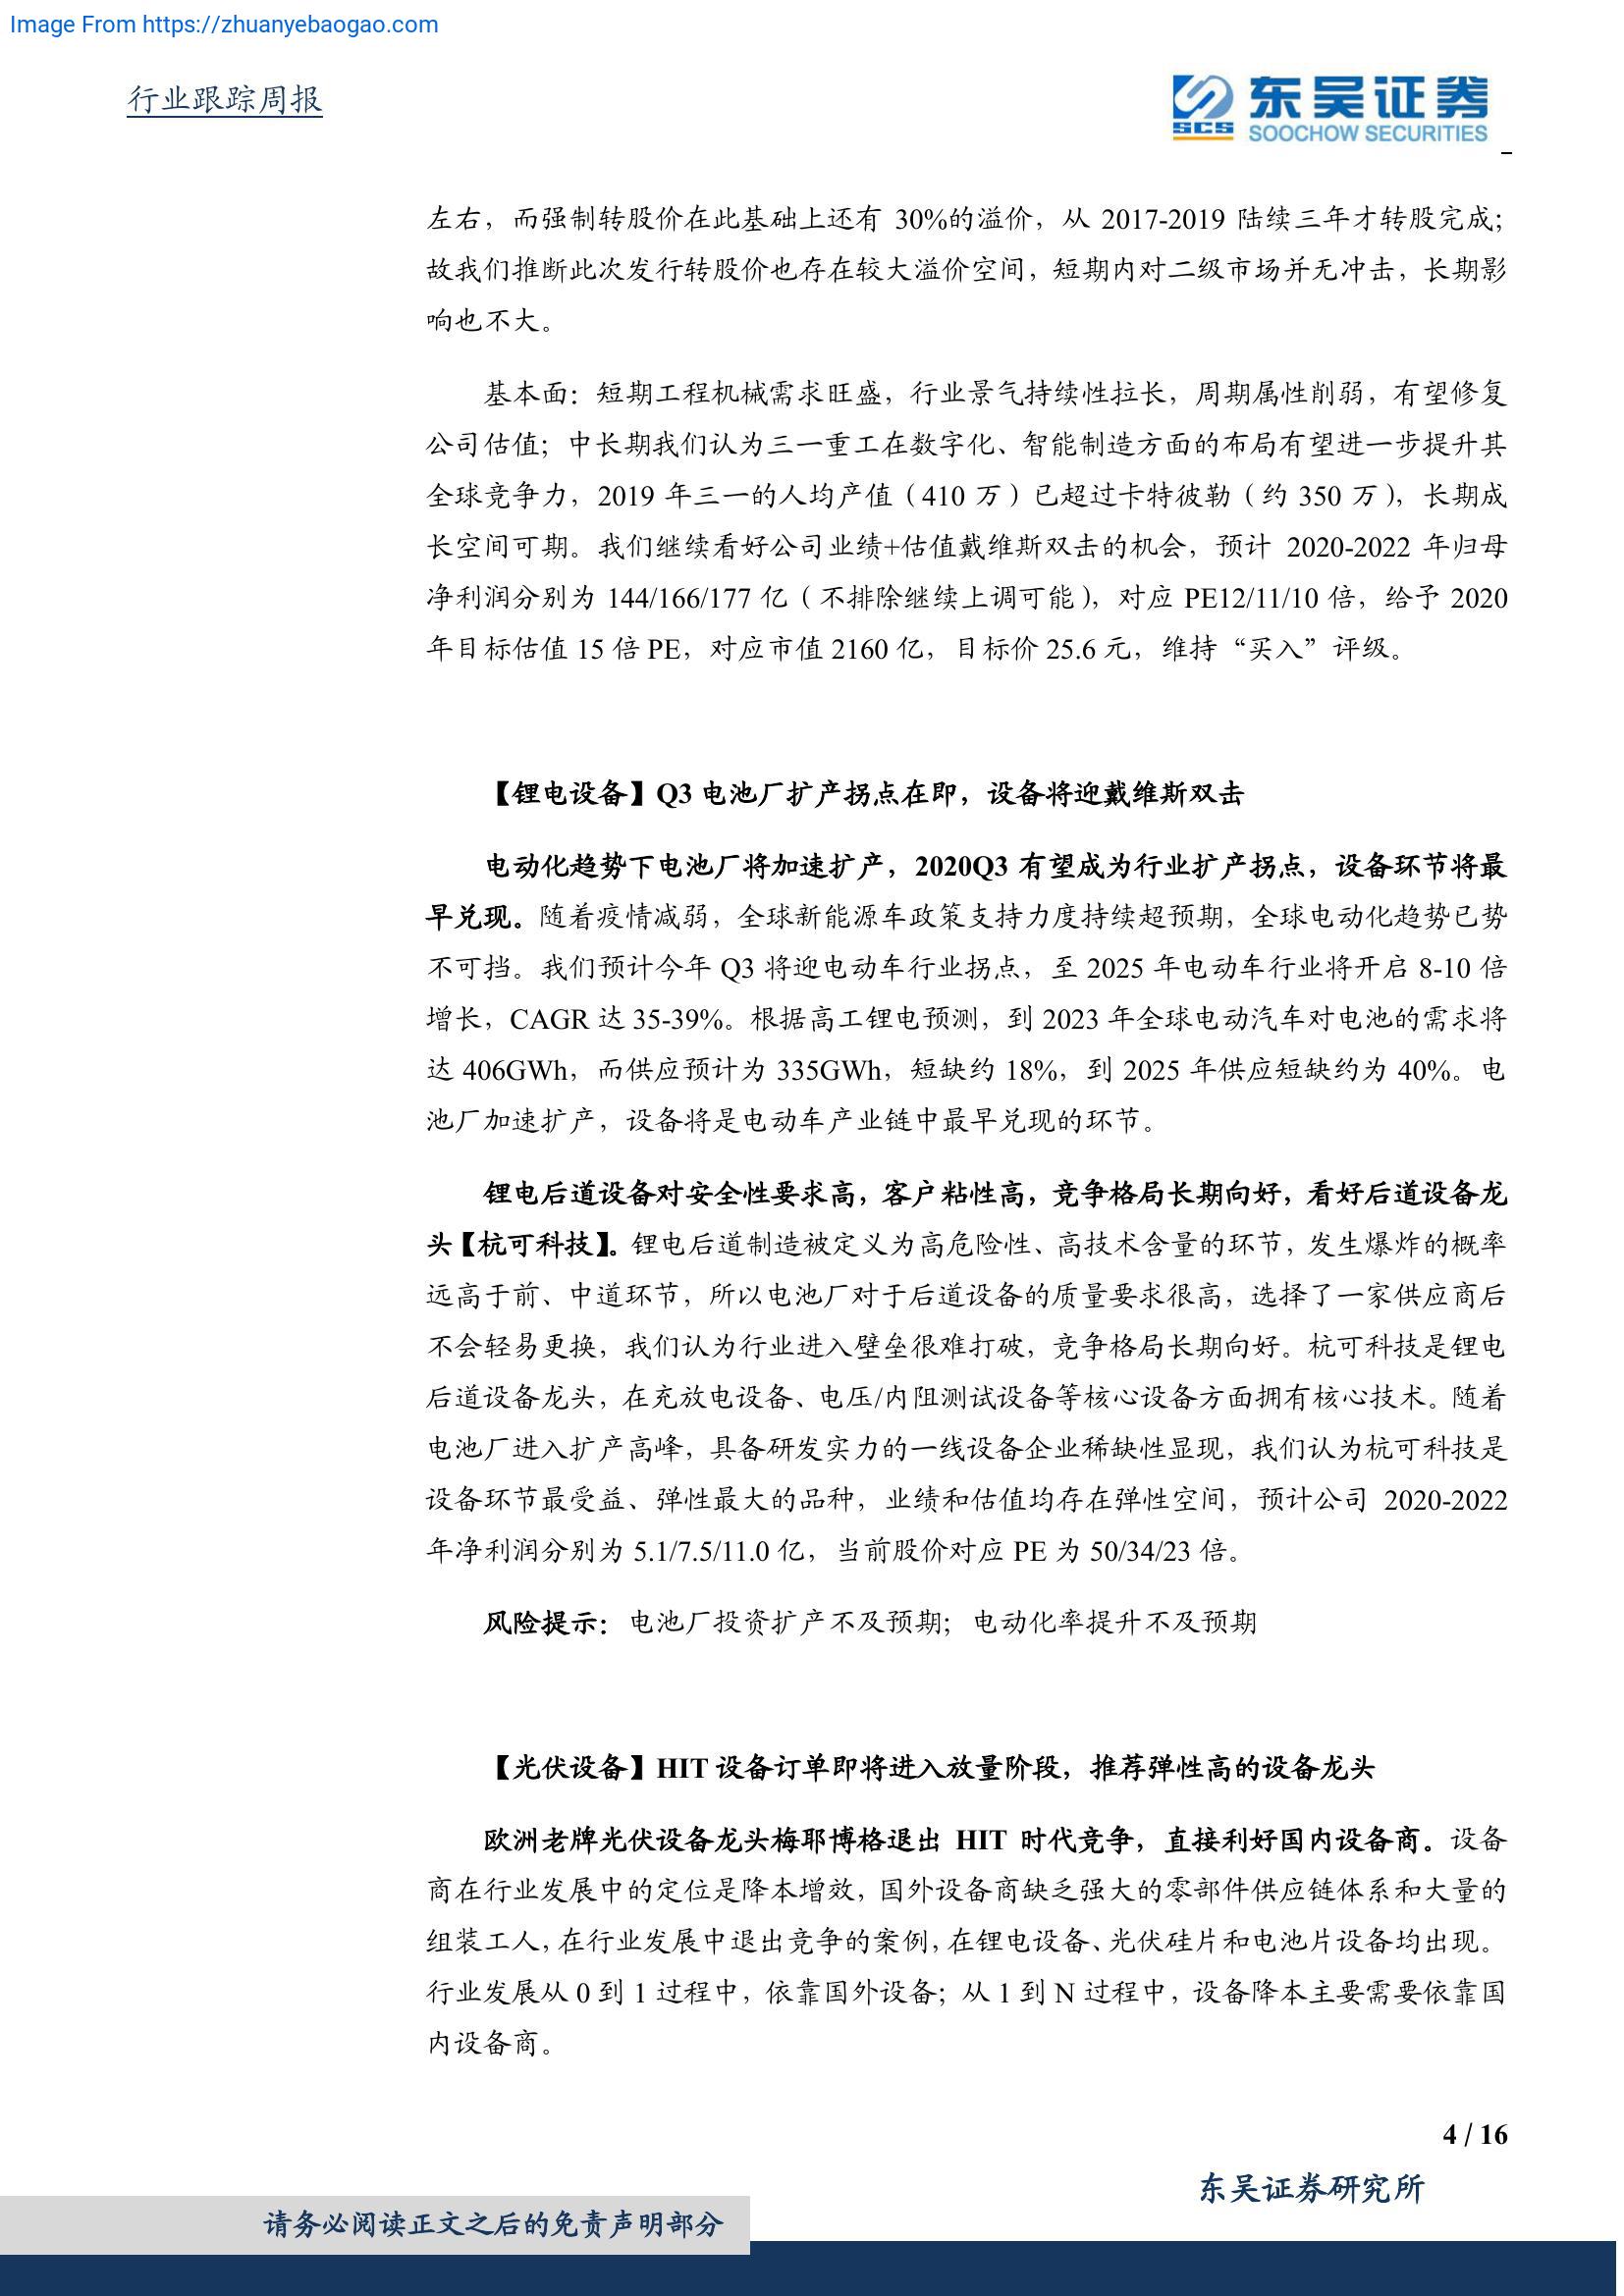 Image From https://zhuanyebaogao.com
行业跟踪周报
SCS 东吴证券
SOOCHOW SECURITIES
左右，而强制转股价在此基础上还有 30%的溢价，从 2017-2019 陆续三年才转股完成；
故我们推断此次发行转股价也存在较大溢价空间，短期内对二级市场并无冲击，长期影
响也不大。
基本面：短期工程机械需求旺盛，行业景气持续性拉长，周期属性削弱，有望修复
公司估值；中长期我们认为三一重工在数字化、智能制造方面的布局有望进一步提升其
全球竞争力，2019 年三一的人均产值（410 万）已超过卡特彼勒（约 350 万），长期成
长空间可期。我们继续看好公司业绩+估值戴维斯双击的机会，预计 2020-2022 年归母
净利润分别为 144/166/177 亿（不排除继续上调可能），对应 PE12/11/10 倍，给予 2020
年目标估值 15 倍 PE，对应市值 2160 亿，目标价 25.6 元，维持“买入”评级。
【锂电设备】Q3 电池厂扩产拐点在即，设备将迎戴维斯双击
电动化趋势下电池厂将加速扩产，2020Q3 有望成为行业扩产拐点，设备环节将最
早兑现。随着疫情减弱，全球新能源车政策支持力度持续超预期，全球电动化趋势已势
不可挡。我们预计今年 Q3 将迎电动车行业拐点，至 2025 年电动车行业将开启 8-10 倍
增长，CAGR 达 35-39%。根据高工锂电预测，到 2023 年全球电动汽车对电池的需求将
达 406GWh，而供应预计为 335GWh，短缺约 18%，到 2025 年供应短缺约为 40%。电
池厂加速扩产，设备将是电动车产业链中最早兑现的环节。
锂电后道设备对安全性要求高，客户粘性高，竞争格局长期向好，看好后道设备龙
头【杭可科技】。锂电后道制造被定义为高危险性、高技术含量的环节，发生爆炸的概率
远高于前、中道环节，所以电池厂对于后道设备的质量要求很高，选择了一家供应商后
不会轻易更换，我们认为行业进入壁垒很难打破，竞争格局长期向好。杭可科技是锂电
后道设备龙头，在充放电设备、电压/内阻测试设备等核心设备方面拥有核心技术。随着
电池厂进入扩产高峰，具备研发实力的一线设备企业稀缺性显现，我们认为杭可科技是
设备环节最受益、弹性最大的品种，业绩和估值均存在弹性空间，预计公司 2020-2022
年净利润分别为 5.1/7.5/11.0 亿，当前股价对应 PE 为 50/34/23 倍。
风险提示：电池厂投资扩产不及预期；电动化率提升不及预期
【光伏设备】HIT 设备订单即将进入放量阶段，推荐弹性高的设备龙头
欧洲老牌光伏设备龙头梅耶博格退出 HIT 时代竞争，直接利好国内设备商。设备
商在行业发展中的定位是降本增效，国外设备商缺乏强大的零部件供应链体系和大量的
组装工人，在行业发展中退出竞争的案例，在锂电设备、光伏硅片和电池片设备均出现。
行业发展从 0 到 1 过程中，依靠国外设备；从 1 到 N 过程中，设备降本主要需要依靠国
内设备商。
4 / 16
东吴证券研究所
请务必阅读正文之后的免责声明部分